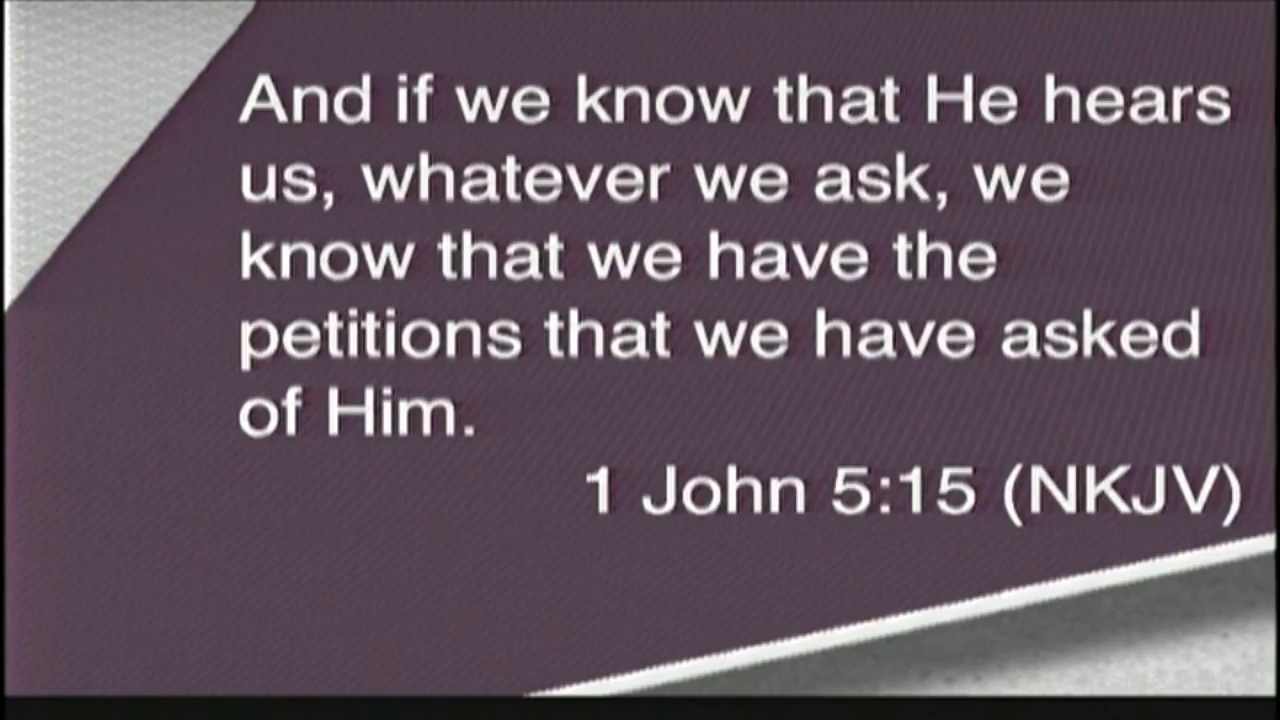 And if we know that He hears
us, whatever we ask, we
know that we have the
petitions that we have asked
of Him.
1 John 5:15 (NKJV)